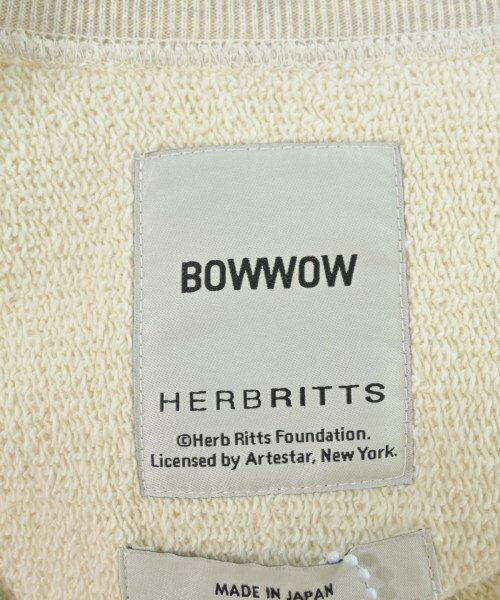 BOWWOW
HERBRITTS
©Herb Ritts Foundation.
Licensed by Artestar, New York.
MADE IN JAPAN